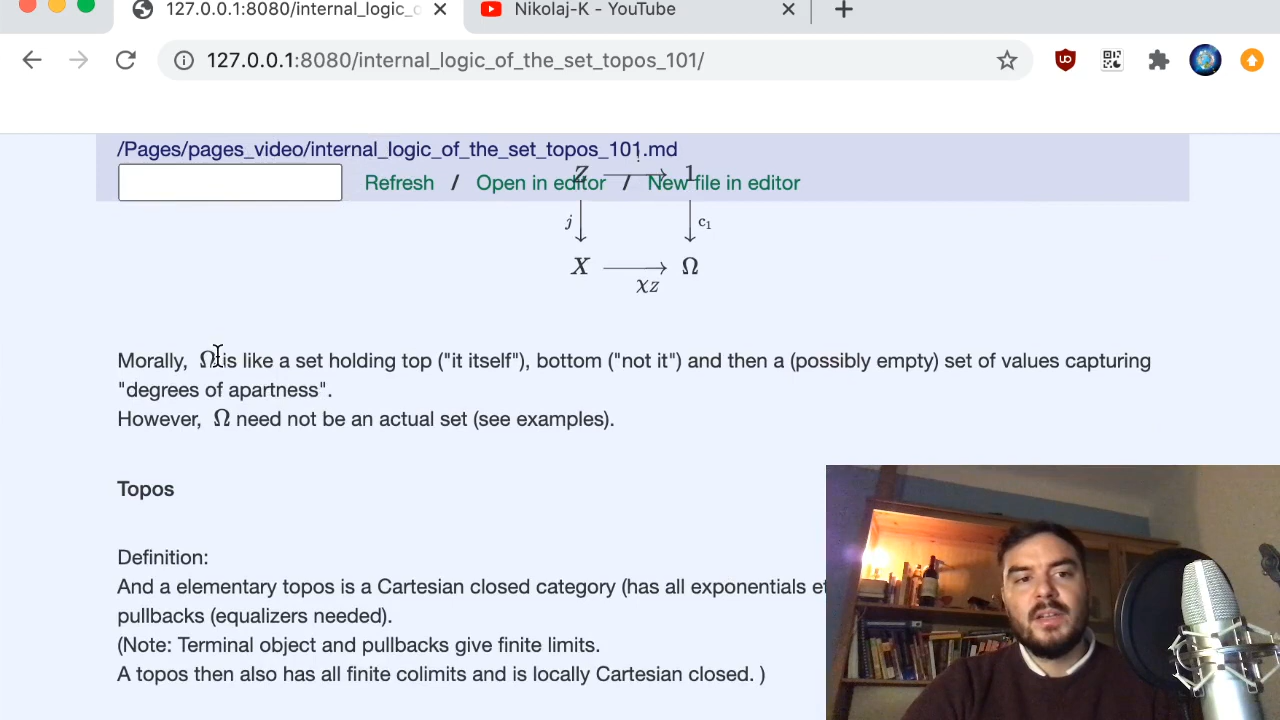 127.0.0.1:8080/internal_logic_c
Nikolaj-K - YouTube
127.0.0.1:8080/internal_logic_of_the_set_topos_101/
/Pages/pages_video/internal_logic_of_the_set_topos_101.md
Refresh / Open in editor / New file in editor
Z ! 1
j c₁
X Ω
χZ
Morally, Ω is like a set holding top ("it itself"), bottom ("not it") and then a (possibly empty) set of values capturing
"degrees of apartness".
However, Ω need not be an actual set (see examples).
Topos
Definition:
And a elementary topos is a Cartesian closed category (has all exponentials
pullbacks (equalizers needed).
(Note: Terminal object and pullbacks give finite limits.
A topos then also has all finite colimits and is locally Cartesian closed. )